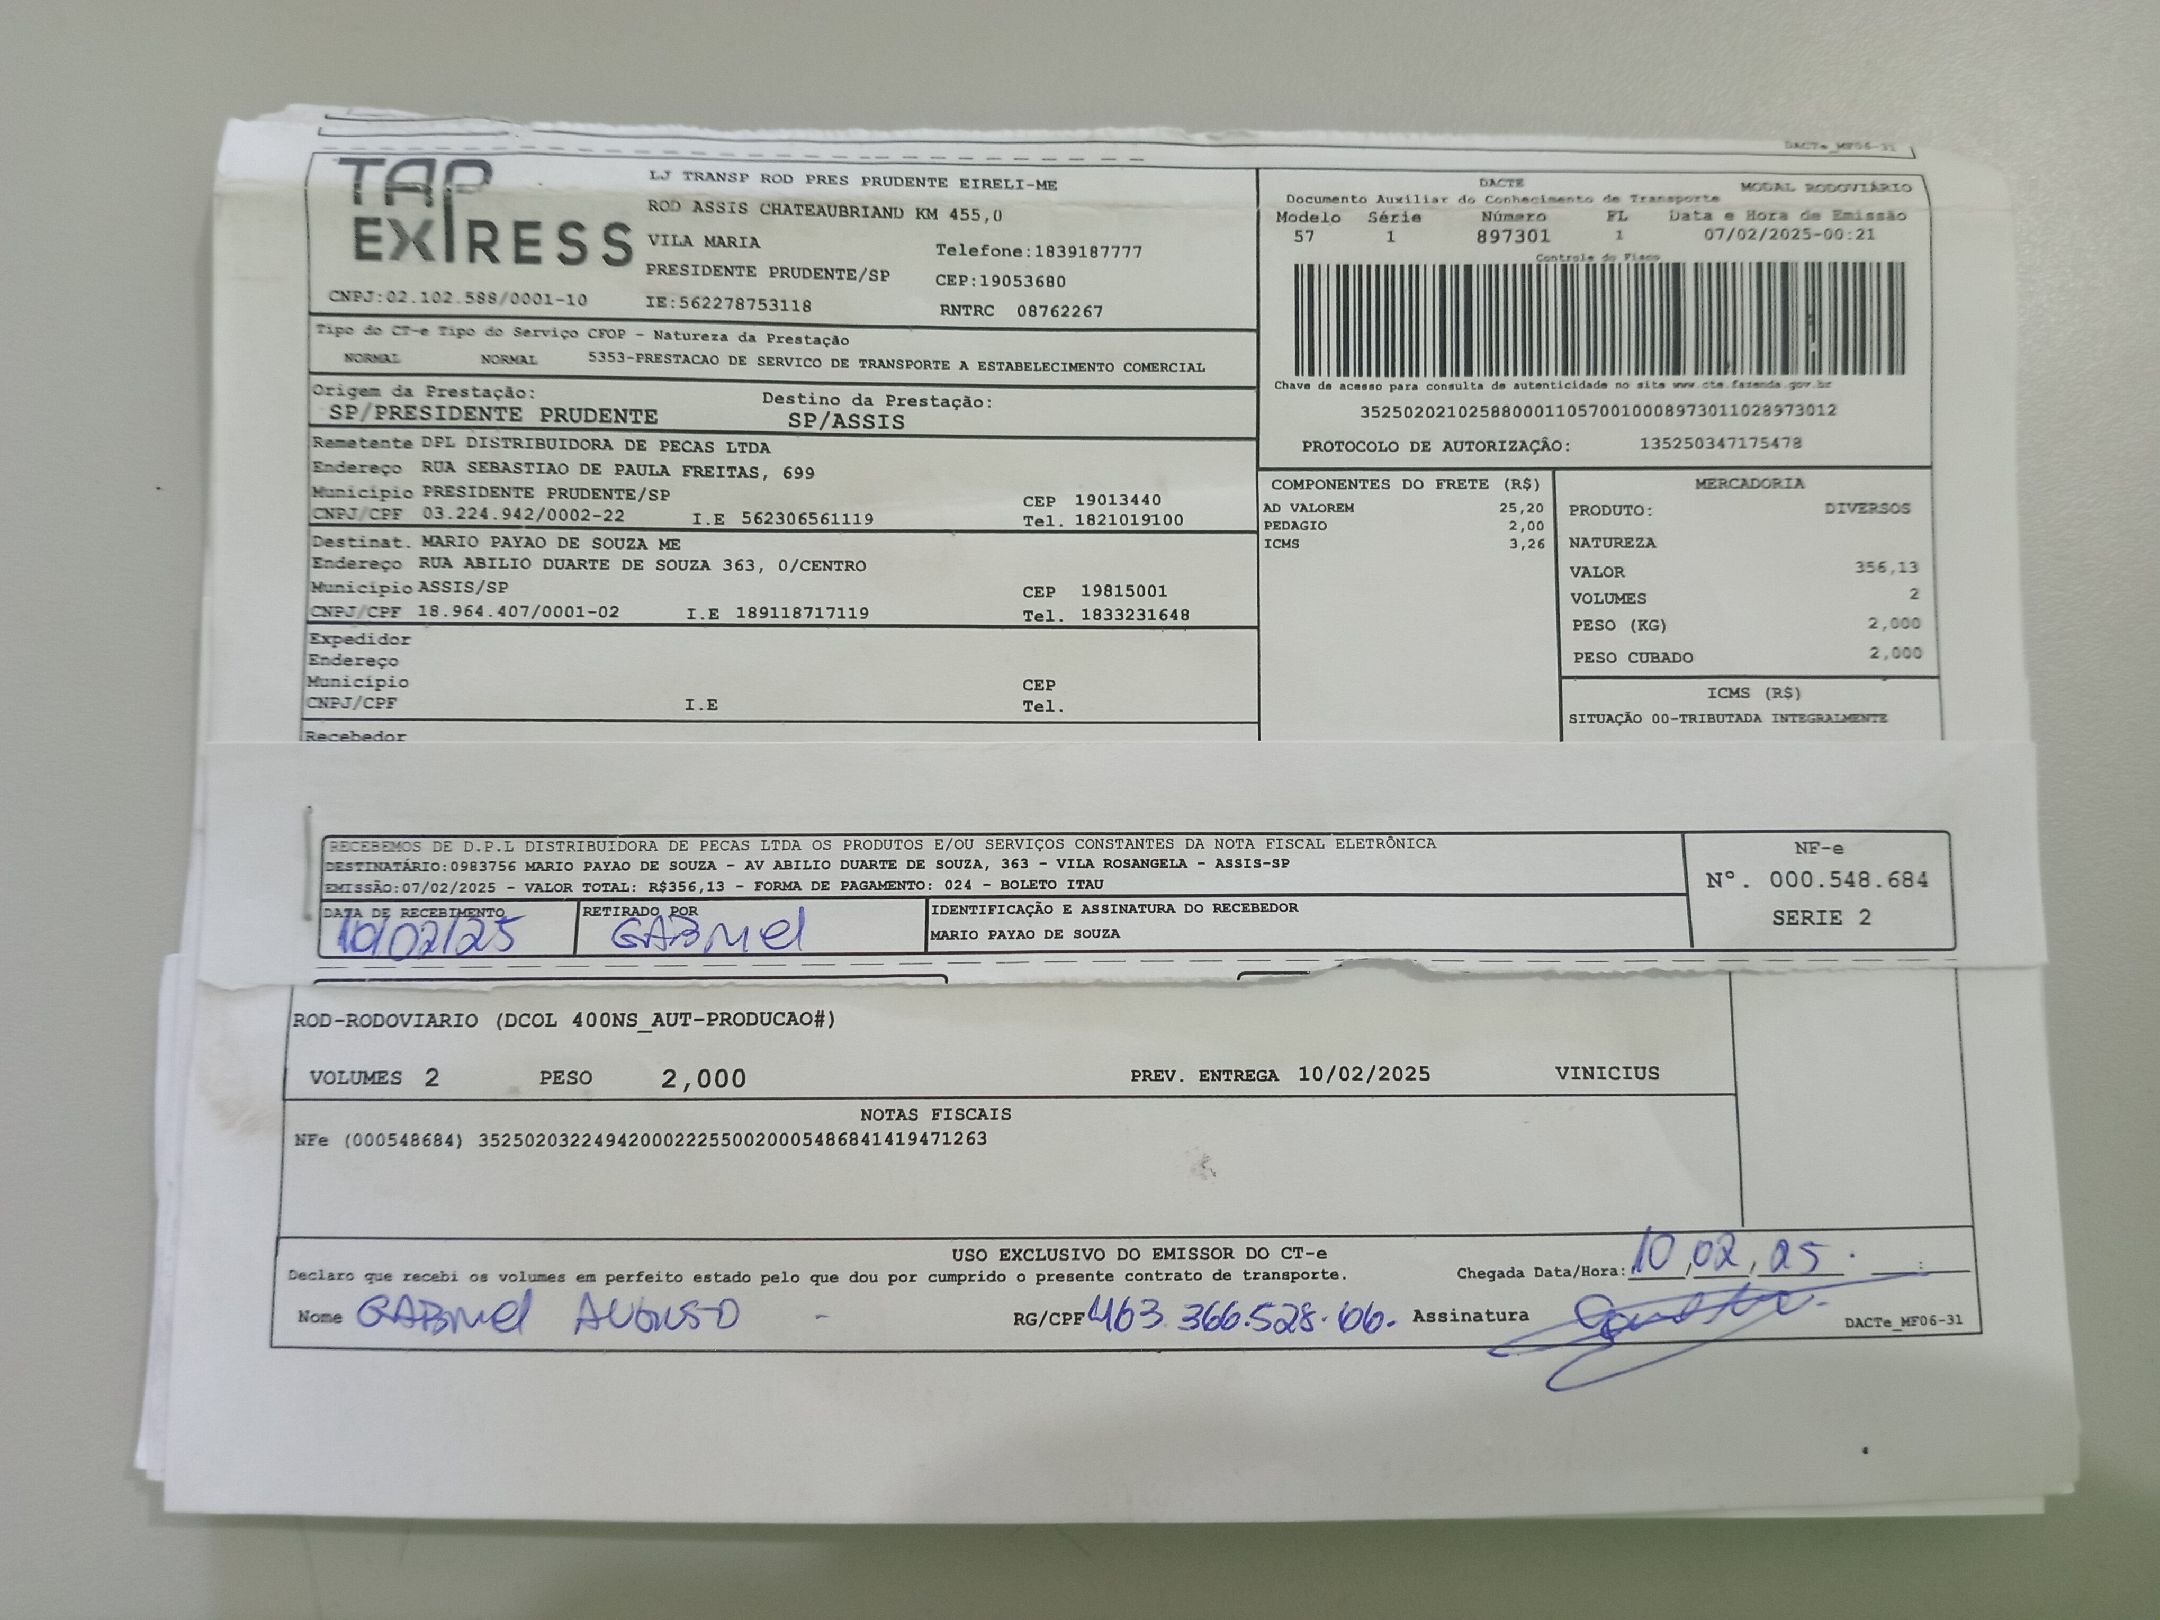 DACTe_MF06-31
TAP EXPRESS
LJ TRANSP ROD PRES PRUDENTE EIRELI-ME
ROD ASSIS CHATEAUBRIAND KM 455,0
VILA MARIA Telefone:1839187777
PRESIDENTE PRUDENTE/SP CEP:19053680
CNPJ:02.102.588/0001-10 IE:562278753118 RNTRC 08762267
DACTE
Documento Auxiliar do Conhecimento de Transporte MODAL RODOVIÁRIO
Modelo Série Número FL Data e Hora de Emissão
57 1 897301 1 07/02/2025-00:21
Controle do Fisco
Chave de acesso para consulta de autenticidade no site www.cte.fazenda.gov.br
35250202102588000110570010008973011028973012
PROTOCOLO DE AUTORIZAÇÃO: 135250347175478
Tipo do CT-e Tipo do Serviço CFOP - Natureza da Prestação
NORMAL NORMAL 5353-PRESTACAO DE SERVICO DE TRANSPORTE A ESTABELECIMENTO COMERCIAL
Origem da Prestação: Destino da Prestação:
SP/PRESIDENTE PRUDENTE SP/ASSIS
Remetente DPL DISTRIBUIDORA DE PECAS LTDA
Endereço RUA SEBASTIAO DE PAULA FREITAS, 699
Município PRESIDENTE PRUDENTE/SP CEP 19013440
CNPJ/CPF 03.224.942/0002-22 I.E 562306561119 Tel. 1821019100
Destinat. MARIO PAYAO DE SOUZA ME
Endereço RUA ABILIO DUARTE DE SOUZA 363, 0/CENTRO
Município ASSIS/SP CEP 19815001
CNPJ/CPF 18.964.407/0001-02 I.E 189118717119 Tel. 1833231648
Expedidor
Endereço
Município CEP
CNPJ/CPF I.E Tel.
Recebedor
COMPONENTES DO FRETE (R$)
AD VALOREM 25,20
PEDAGIO 2,00
ICMS 3,26
MERCADORIA
PRODUTO: DIVERSOS
NATUREZA
VALOR 356,13
VOLUMES 2
PESO (KG) 2,000
PESO CUBADO 2,000
ICMS (R$)
SITUAÇÃO 00-TRIBUTADA INTEGRALMENTE
RECEBEMOS DE D.P.L DISTRIBUIDORA DE PECAS LTDA OS PRODUTOS E/OU SERVIÇOS CONSTANTES DA NOTA FISCAL ELETRÔNICA
DESTINATÁRIO:0983756 MARIO PAYAO DE SOUZA - AV ABILIO DUARTE DE SOUZA, 363 - VILA ROSANGELA - ASSIS-SP
EMISSÃO:07/02/2025 - VALOR TOTAL: R$356,13 - FORMA DE PAGAMENTO: 024 - BOLETO ITAU
DATA DE RECEBIMENTO RETIRADO POR IDENTIFICAÇÃO E ASSINATURA DO RECEBEDOR
10/02/25 GABRIEl MARIO PAYAO DE SOUZA
NF-e
Nº. 000.548.684
SERIE 2
ROD-RODOVIARIO (DCOL 400NS_AUT-PRODUCAO#)
VOLUMES 2 PESO 2,000 PREV. ENTREGA 10/02/2025 VINICIUS
NOTAS FISCAIS
NFe (000548684) 35250203224942000222550020005486841419471263
USO EXCLUSIVO DO EMISSOR DO CT-e
Declaro que recebi os volumes em perfeito estado pelo que dou por cumprido o presente contrato de transporte. Chegada Data/Hora: 10,02,25
Nome GABRIEl RG/CPF 463.366.528.66. Assinatura
DACTe_MF06-31